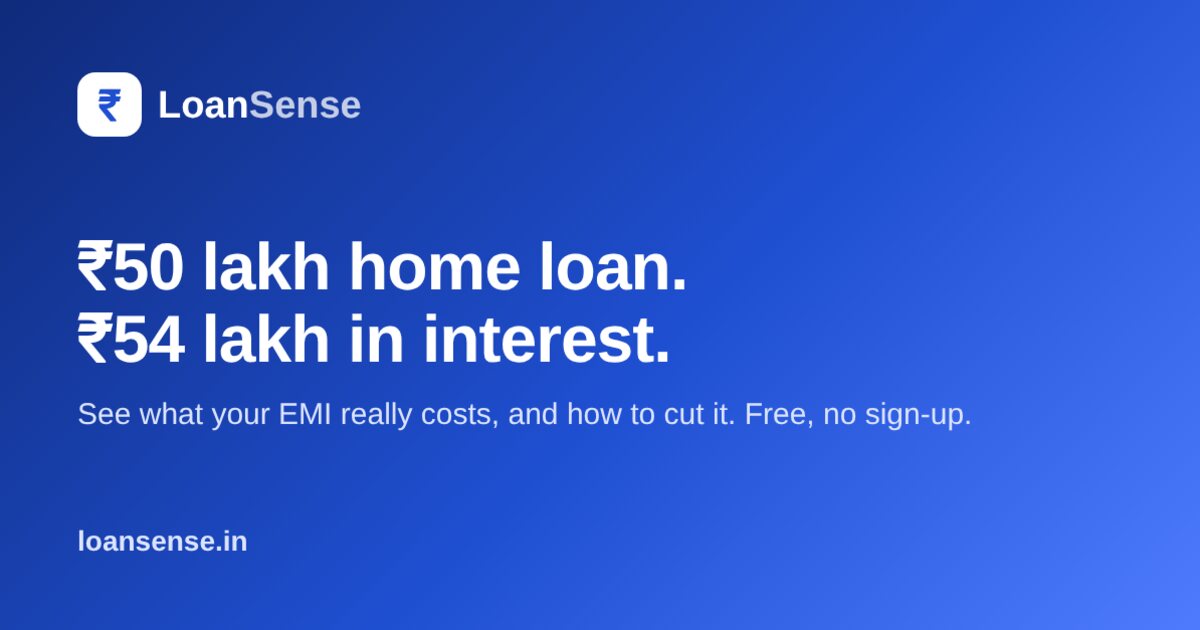 ₹
LoanSense
₹50 lakh home loan.
₹54 lakh in interest.
See what your EMI really costs, and how to cut it. Free, no sign-up.
loansense.in